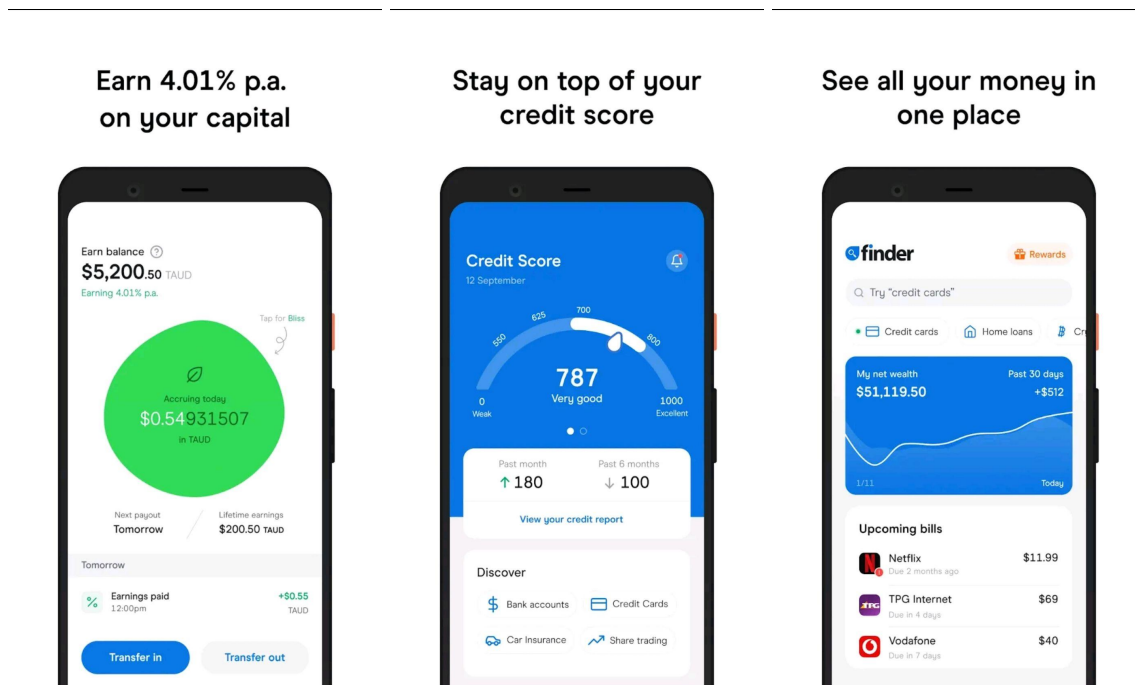 Earn 4.01% p.a.
on your capital
Earn balance ?
$5,200.50 TAUD
Earning 4.01% p.a.
Tap for Bliss
Accruing today
$0.54931507
in TAUD
Next payout
Tomorrow
Lifetime earnings
$200.50 TAUD
Tomorrow
Earnings paid
12:00pm
+$0.55
TAUD
Transfer in
Transfer out
Stay on top of your
credit score
Credit Score
12 September
550
625
700
800
787
Very good
0
Weak
1000
Excellent
Past month
↑ 180
Past 6 months
↓ 100
View your credit report
Discover
Bank accounts
Credit Cards
Car Insurance
Share trading
See all your money in
one place
finder
Rewards
Try "credit cards"
Credit cards
Home loans
Cr
My net wealth
$51,119.50
Past 30 days
+$512
1/11
Today
Upcoming bills
Netflix
Due 2 months ago
$11.99
TPG Internet
Due in 4 days
$69
Vodafone
Due in 7 days
$40